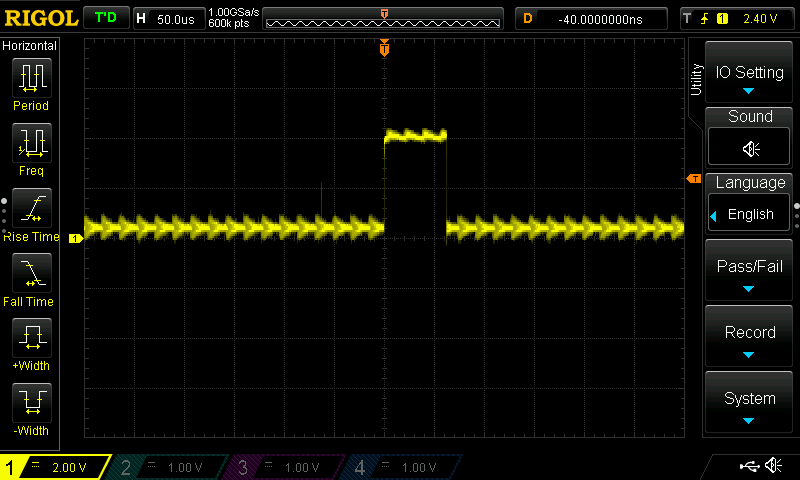 RIGOL T'D H 50.0us 1.00GSa/s 600k pts T D -40.0000000ns T 1 2.40 V
Horizontal
Period
Freq
Rise Time
Fall Time
+Width
-Width
T
T
1
Utility
IO Setting
Sound
Language
English
Pass/Fail
Record
System
1 2.00 V 2 1.00 V 3 1.00 V 4 1.00 V